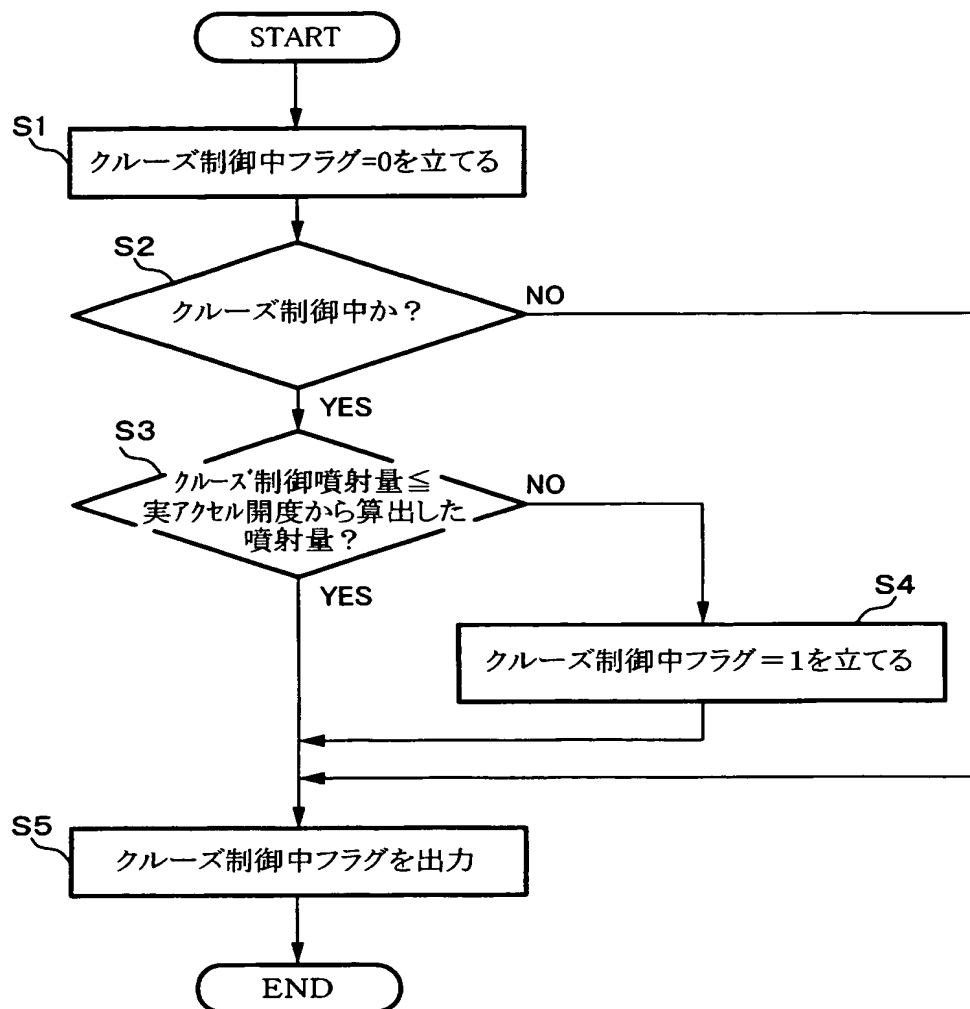 START
S1
クルーズ制御中フラグ=0を立てる
S2
クルーズ制御中か？
NO
YES
S3
クルーズ制御噴射量≦
実アクセル開度から算出した
噴射量？
NO
YES
S4
クルーズ制御中フラグ＝1を立てる
S5
クルーズ制御中フラグを出力
END